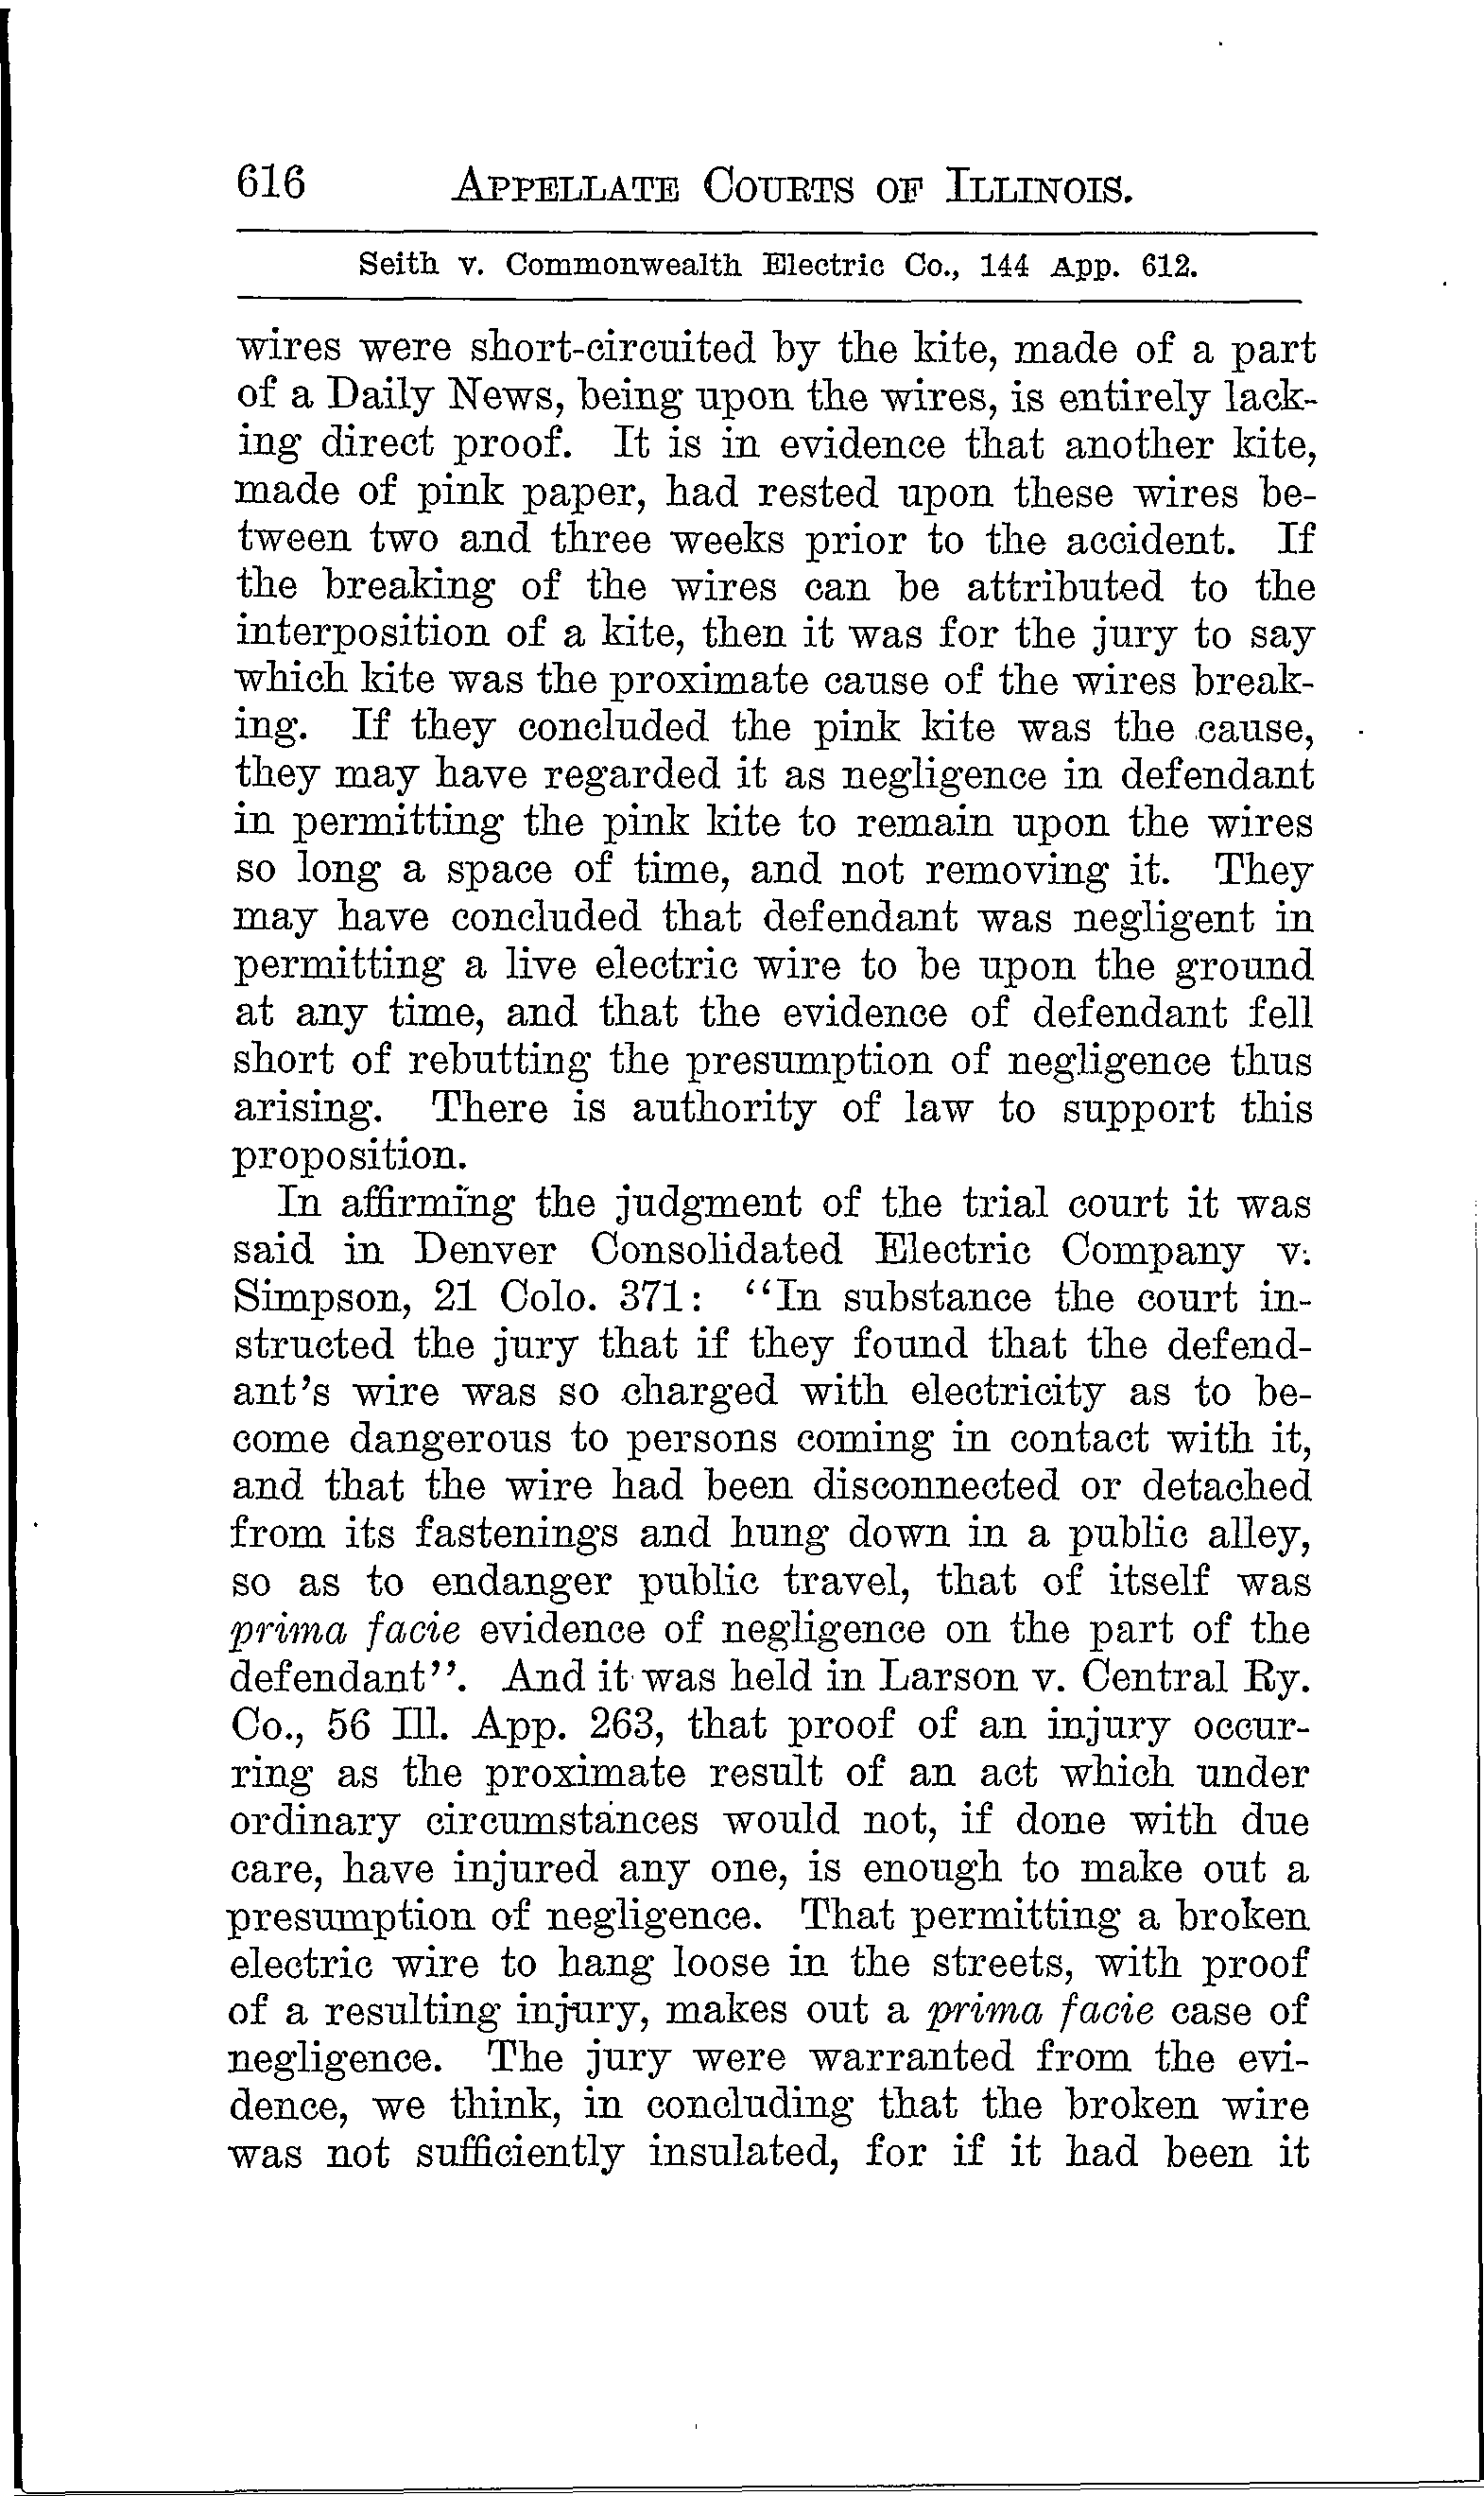 616 APPELLATE COURTS OF ILLINOIS.
Seith v. Commonwealth Electric Co., 144 App. 612.
wires were short-circuited by the kite, made of a part
of a Daily News, being upon the wires, is entirely lack-
ing direct proof. It is in evidence that another kite,
made of pink paper, had rested upon these wires be-
tween two and three weeks prior to the accident. If
the breaking of the wires can be attributed to the
interposition of a kite, then it was for the jury to say
which kite was the proximate cause of the wires break-
ing. If they concluded the pink kite was the cause,
they may have regarded it as negligence in defendant
in permitting the pink kite to remain upon the wires
so long a space of time, and not removing it. They
may have concluded that defendant was negligent in
permitting a live electric wire to be upon the ground
at any time, and that the evidence of defendant fell
short of rebutting the presumption of negligence thus
arising. There is authority of law to support this
proposition.
In affirming the judgment of the trial court it was
said in Denver Consolidated Electric Company v.
Simpson, 21 Colo. 371: "In substance the court in-
structed the jury that if they found that the defend-
ant's wire was so charged with electricity as to be-
come dangerous to persons coming in contact with it,
and that the wire had been disconnected or detached
from its fastenings and hung down in a public alley,
so as to endanger public travel, that of itself was
prima facie evidence of negligence on the part of the
defendant". And it was held in Larson v. Central Ry.
Co., 56 Ill. App. 263, that proof of an injury occur-
ring as the proximate result of an act which under
ordinary circumstances would not, if done with due
care, have injured any one, is enough to make out a
presumption of negligence. That permitting a broken
electric wire to hang loose in the streets, with proof
of a resulting injury, makes out a prima facie case of
negligence. The jury were warranted from the evi-
dence, we think, in concluding that the broken wire
was not sufficiently insulated, for if it had been it